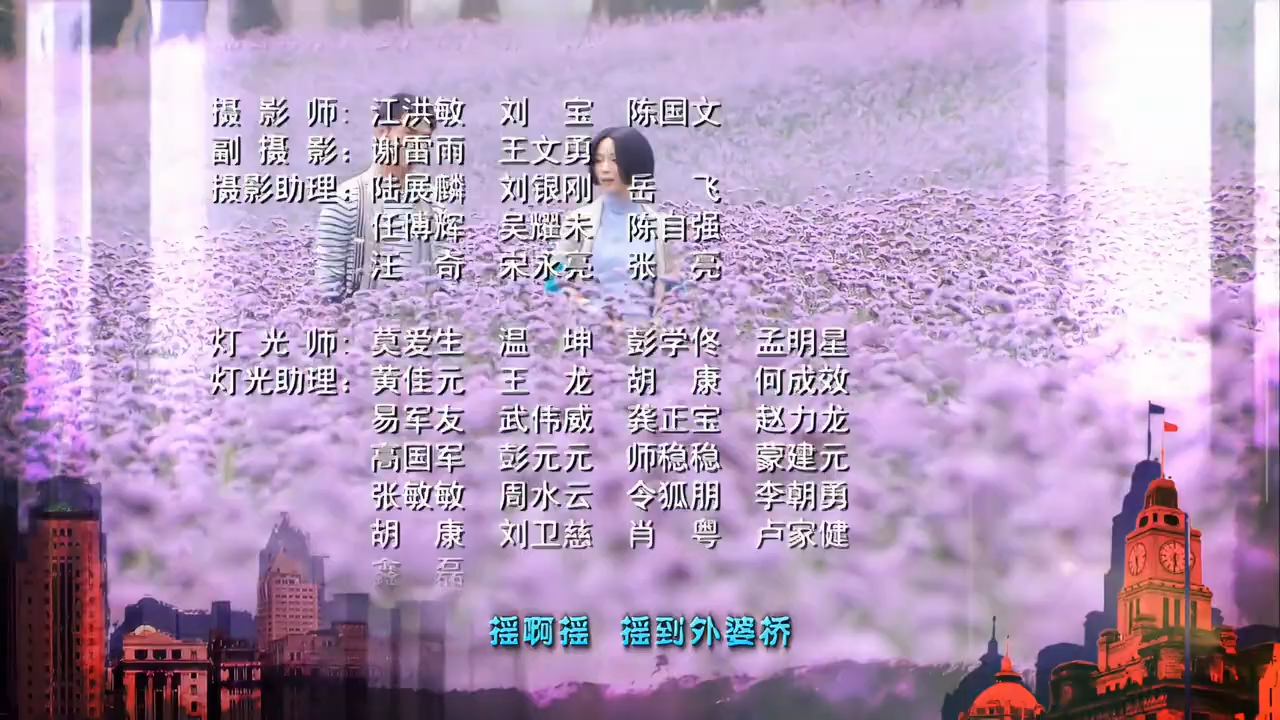 摄 影 师: 江洪敏 刘 宝 陈国文
副 摄 影: 谢雷雨 王文勇
摄影助理: 陆展麟 刘银刚 岳 飞
任博辉 吴耀未 陈自强
汪 奇 宋永亮 张 亮
灯 光 师: 莫爱生 温 坤 彭学佟 孟明星
灯光助理: 黄佳元 王 龙 胡 康 何成效
易军友 武伟威 龚正宝 赵力龙
高国军 彭元元 师稳稳 蒙建元
张敏敏 周水云 令狐朋 李朝勇
胡 康 刘卫慈 肖 粤 卢家健
鑫 磊
摇啊摇 摇到外婆桥